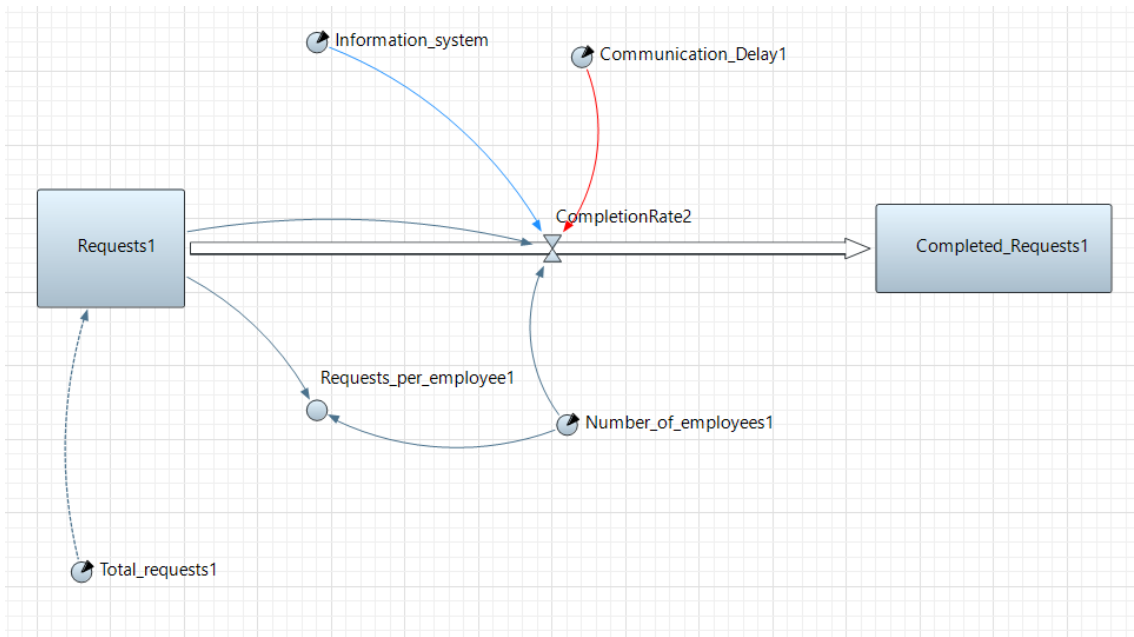 Information_system
Communication_Delay1
CompletionRate2
Requests1
Completed_Requests1
Requests_per_employee1
Number_of_employees1
Total_requests1